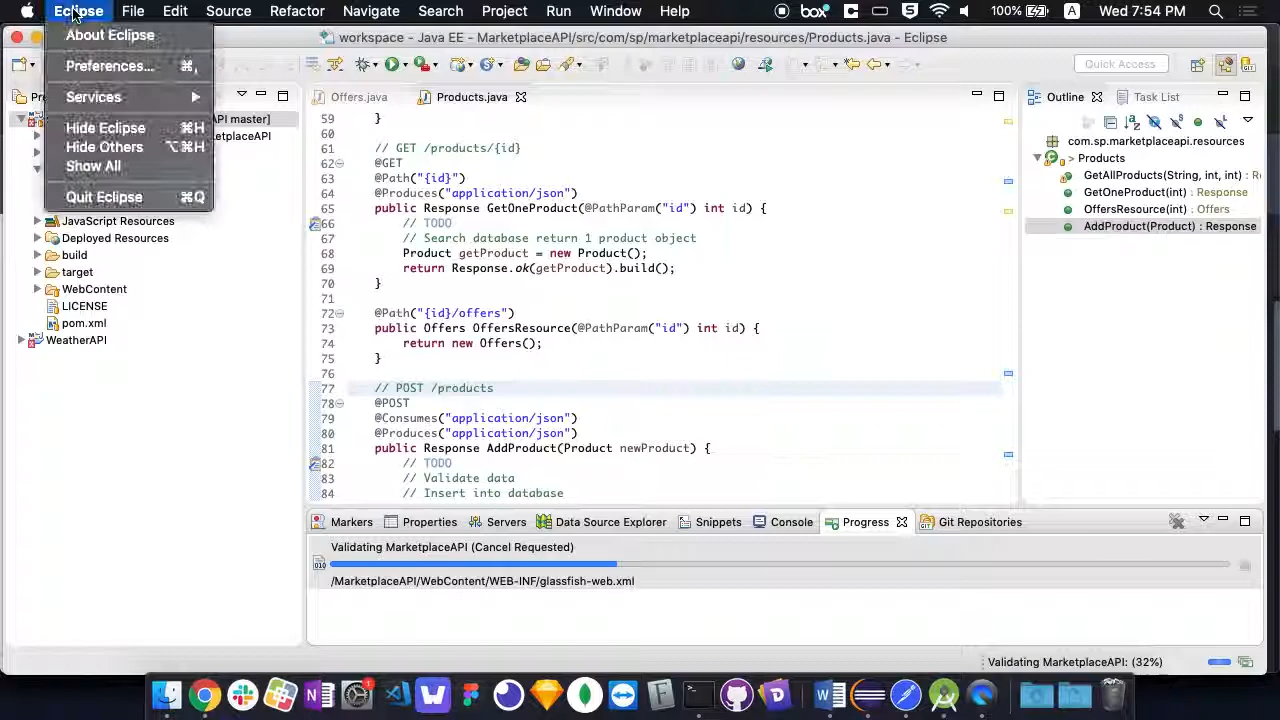 Eclipse File Edit Source Refactor Navigate Search Project Run Window Help box 5 100% A Wed 7:54 PM
About Eclipse
Preferences... ⌘,
Services
Hide Eclipse ⌘H
Hide Others ⌥⌘H
Show All
Quit Eclipse ⌘Q
workspace - Java EE - MarketplaceAPI/src/com/sp/marketplaceapi/resources/Products.java - Eclipse
Quick Access
master]
JavaScript Resources
Deployed Resources
build
target
WebContent
LICENSE
pom.xml
WeatherAPI
Offers.java Products.java
59 }
60
61 // GET /products/{id}
62 @GET
63 @Path("{id}")
64 @Produces("application/json")
65 public Response GetOneProduct(@PathParam("id") int id) {
66 // TODO
67 // Search database return 1 product object
68 Product getProduct = new Product();
69 return Response.ok(getProduct).build();
70 }
71
72 @Path("{id}/offers")
73 public Offers OffersResource(@PathParam("id") int id) {
74 return new Offers();
75 }
76
77 // POST /products
78 @POST
79 @Consumes("application/json")
80 @Produces("application/json")
81 public Response AddProduct(Product newProduct) {
82 // TODO
83 // Validate data
84 // Insert into database
Outline Task List
com.sp.marketplaceapi.resources
> Products
GetAllProducts(String, int, int) : R
GetOneProduct(int) : Response
OffersResource(int) : Offers
AddProduct(Product) : Response
Markers Properties Servers Data Source Explorer Snippets Console Progress Git Repositories
Validating MarketplaceAPI (Cancel Requested)
/MarketplaceAPI/WebContent/WEB-INF/glassfish-web.xml
Validating MarketplaceAPI: (32%)